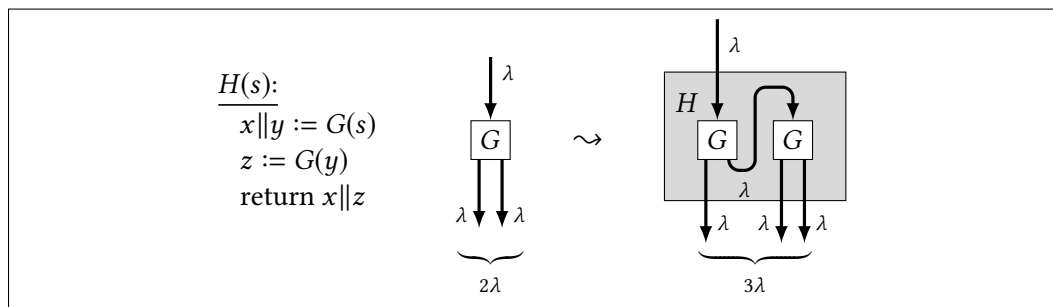 H(s):
x‖y := G(s)
z := G(y)
return x‖z
λ
G
λ λ
2λ
⇝
λ
H
G G
λ
λ λ λ
3λ